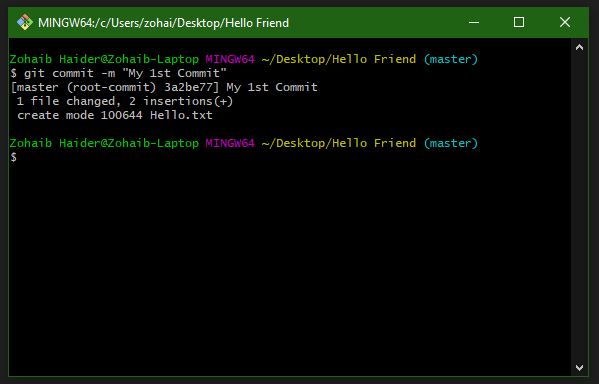 MINGW64:/c/Users/zohai/Desktop/Hello Friend
Zohaib Haider@Zohaib-Laptop MINGW64 ~/Desktop/Hello Friend (master)
$ git commit -m "My 1st Commit"
[master (root-commit) 3a2be77] My 1st Commit
 1 file changed, 2 insertions(+)
 create mode 100644 Hello.txt
Zohaib Haider@Zohaib-Laptop MINGW64 ~/Desktop/Hello Friend (master)
$